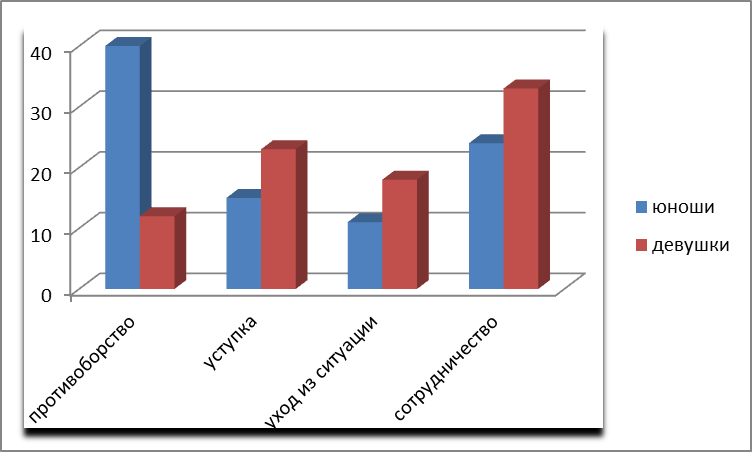 40
30
20
10
0
противоборство
уступка
уход из ситуации
сотрудничество
юноши
девушки